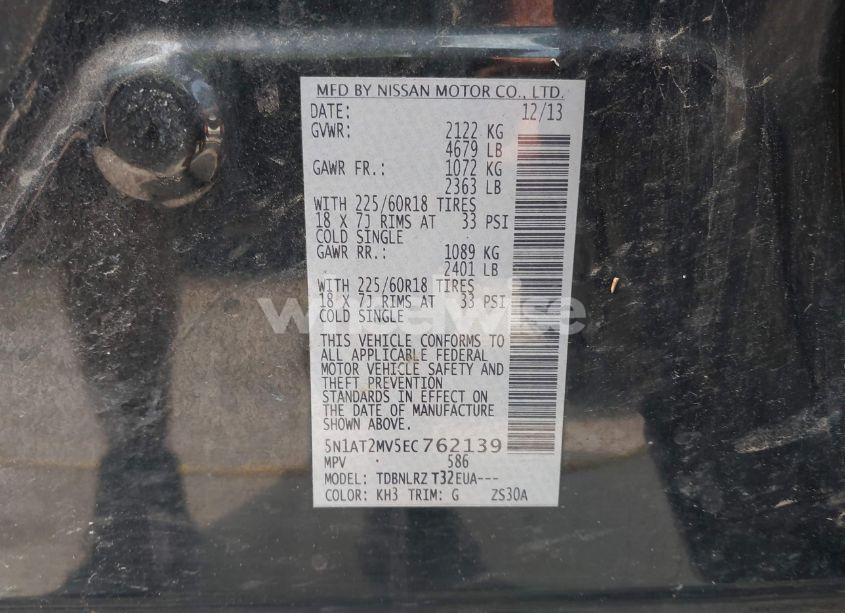 MFD BY NISSAN MOTOR CO., LTD.
DATE: 12/13
GVWR: 2122 KG
4679 LB
GAWR FR.: 1072 KG
2363 LB
WITH 225/60R18 TIRES
18 X 7J RIMS AT 33 PSI
COLD SINGLE
GAWR RR.: 1089 KG
2401 LB
WITH 225/60R18 TIRES
18 X 7J RIMS AT 33 PSI
COLD SINGLE
THIS VEHICLE CONFORMS TO
ALL APPLICABLE FEDERAL
MOTOR VEHICLE SAFETY AND
THEFT PREVENTION
STANDARDS IN EFFECT ON
THE DATE OF MANUFACTURE
SHOWN ABOVE.
5N1AT2MV5EC762139
MPV 586
MODEL: TDBNLRZ T32EUA---
COLOR: KH3 TRIM: G ZS30A